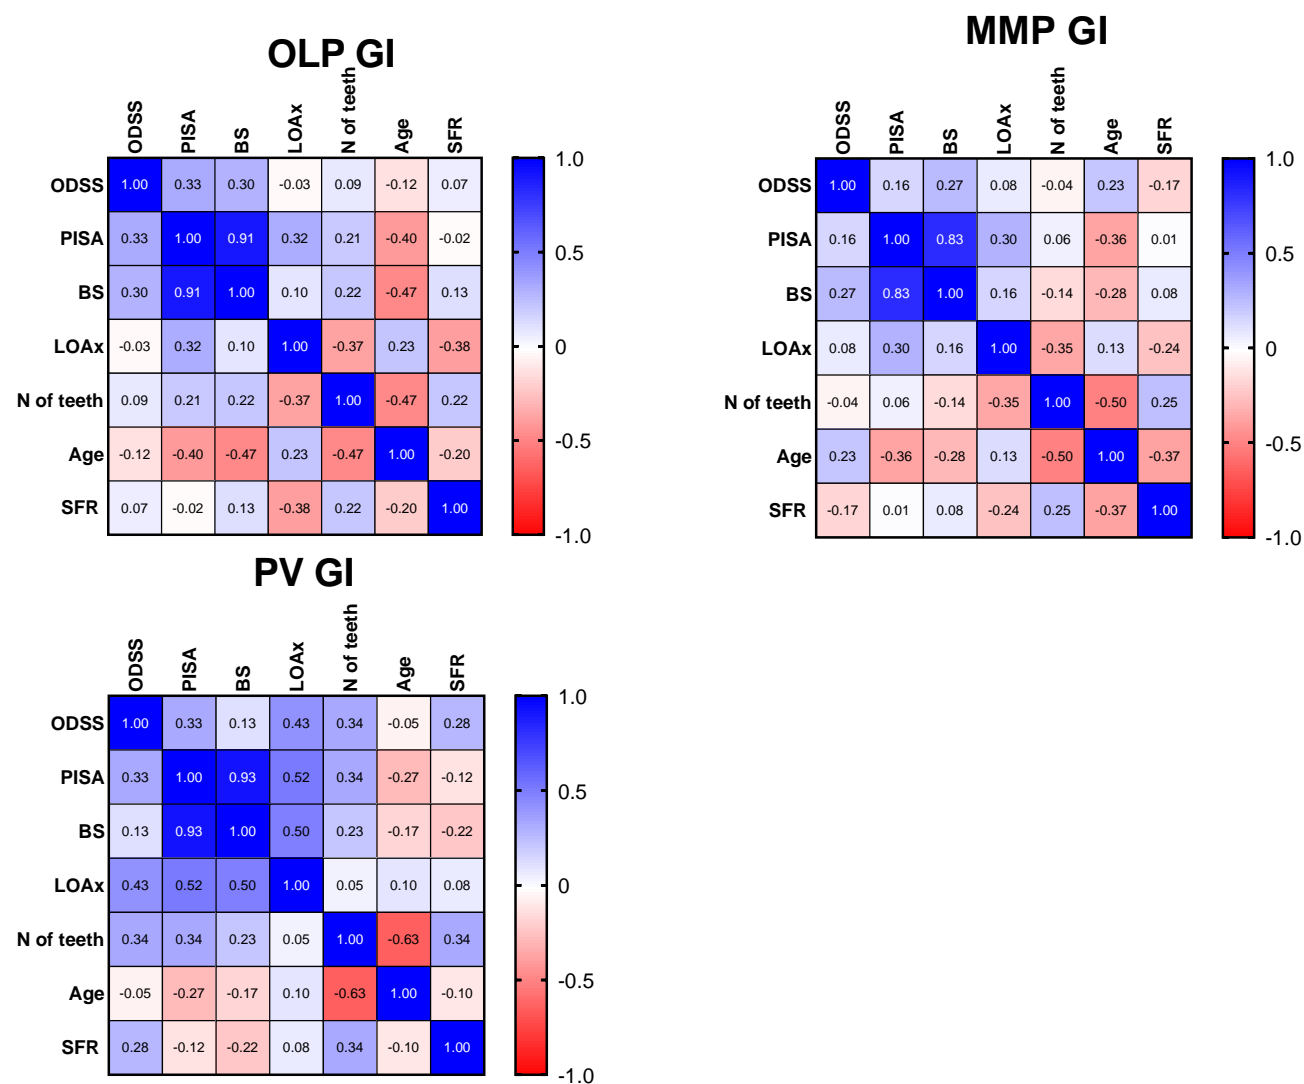 OLP GI
ODSS PISA BS LOAx N of teeth Age SFR
ODSS 1.00 0.33 0.30 -0.03 0.09 -0.12 0.07
PISA 0.33 1.00 0.91 0.32 0.21 -0.40 -0.02
BS 0.30 0.91 1.00 0.10 0.22 -0.47 0.13
LOAx -0.03 0.32 0.10 1.00 -0.37 0.23 -0.38
N of teeth 0.09 0.21 0.22 -0.37 1.00 -0.47 0.22
Age -0.12 -0.40 -0.47 0.23 -0.47 1.00 -0.20
SFR 0.07 -0.02 0.13 -0.38 0.22 -0.20 1.00
1.0
0.5
0
-0.5
-1.0
MMP GI
ODSS PISA BS LOAx N of teeth Age SFR
ODSS 1.00 0.16 0.27 0.08 -0.04 0.23 -0.17
PISA 0.16 1.00 0.83 0.30 0.06 -0.36 0.01
BS 0.27 0.83 1.00 0.16 -0.14 -0.28 0.08
LOAx 0.08 0.30 0.16 1.00 -0.35 0.13 -0.24
N of teeth -0.04 0.06 -0.14 -0.35 1.00 -0.50 0.25
Age 0.23 -0.36 -0.28 0.13 -0.50 1.00 -0.37
SFR -0.17 0.01 0.08 -0.24 0.25 -0.37 1.00
1.0
0.5
0
-0.5
-1.0
PV GI
ODSS PISA BS LOAx N of teeth Age SFR
ODSS 1.00 0.33 0.13 0.43 0.34 -0.05 0.28
PISA 0.33 1.00 0.93 0.52 0.34 -0.27 -0.12
BS 0.13 0.93 1.00 0.50 0.23 -0.17 -0.22
LOAx 0.43 0.52 0.50 1.00 0.05 0.10 0.08
N of teeth 0.34 0.34 0.23 0.05 1.00 -0.63 0.34
Age -0.05 -0.27 -0.17 0.10 -0.63 1.00 -0.10
SFR 0.28 -0.12 -0.22 0.08 0.34 -0.10 1.00
1.0
0.5
0
-0.5
-1.0